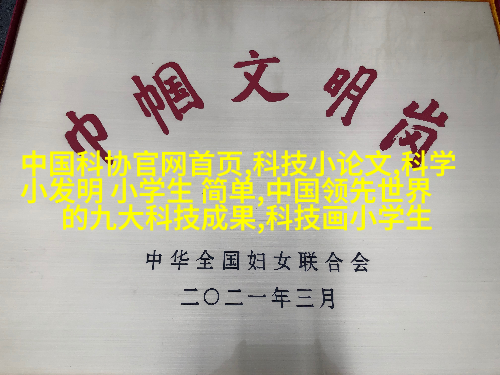 巾帼文明岗
中国科协官网首页,科技小论文,科学
小发明 小学生 简单,中国领先世界
的九大科技成果,科技画小学生
中华全国妇女联合会
二〇二一年三月